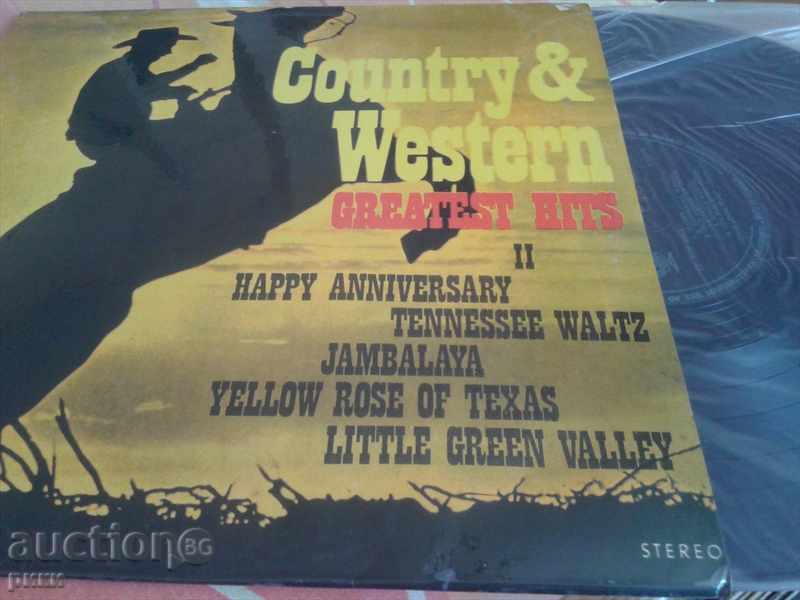 Country &
Western
GREATEST HITS
II
HAPPY ANNIVERSARY
TENNESSEE WALTZ
JAMBALAYA
YELLOW ROSE OF TEXAS
LITTLE GREEN VALLEY
STEREO
auction BG